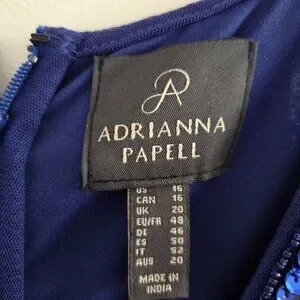 ADRIANNA
PAPELL
US 16
CAN 16
UK 20
EU/FR 48
DE 46
ES 50
IT 52
AUS 20
MADE IN
INDIA